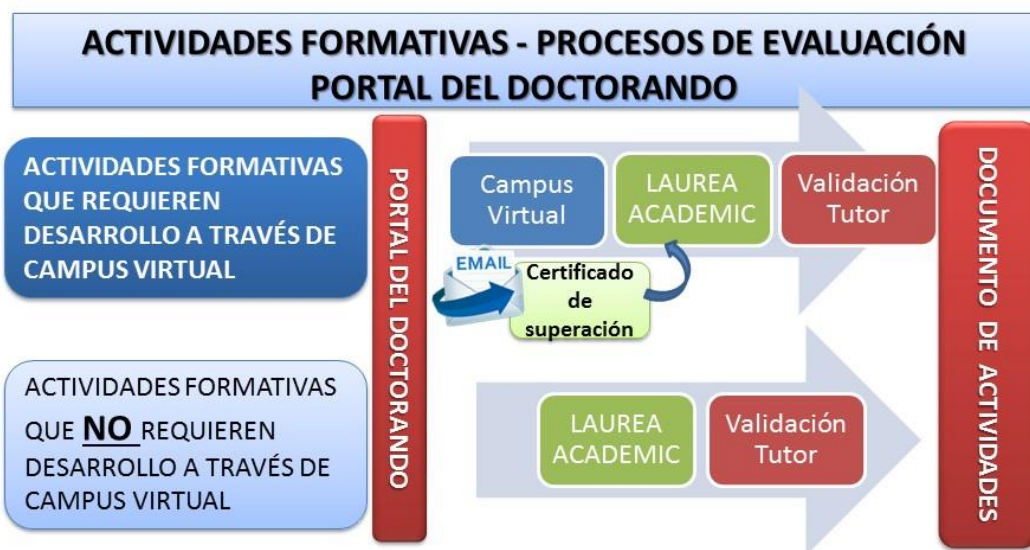 ACTIVIDADES FORMATIVAS - PROCESOS DE EVALUACIÓN
PORTAL DEL DOCTORANDO
ACTIVIDADES FORMATIVAS
QUE REQUIEREN
DESARROLLO A TRAVÉS DE
CAMPUS VIRTUAL
PORTAL DEL DOCTORANDO
Campus
Virtual
LAUREA
ACADEMIC
Validación
Tutor
EMAIL
Certificado
de
superación
ACTIVIDADES FORMATIVAS
QUE NO REQUIEREN
DESARROLLO A TRAVÉS DE
CAMPUS VIRTUAL
LAUREA
ACADEMIC
Validación
Tutor
DOCUMENTO DE ACTIVIDADES